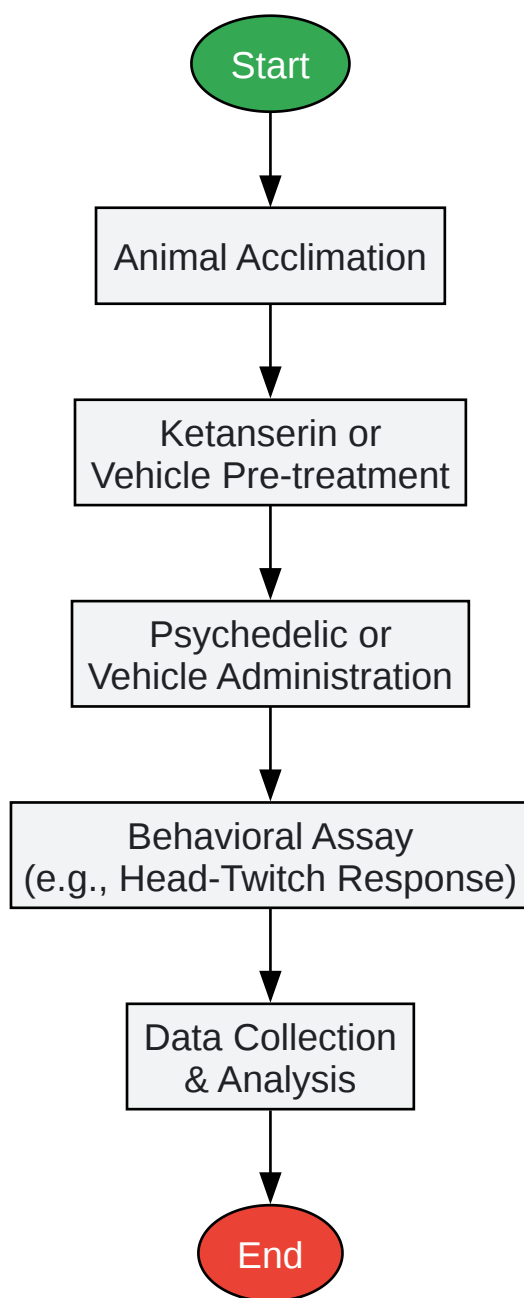 Start
Animal Acclimation
Ketanserin or
Vehicle Pre-treatment
Psychedelic or
Vehicle Administration
Behavioral Assay
(e.g., Head-Twitch Response)
Data Collection
& Analysis
End